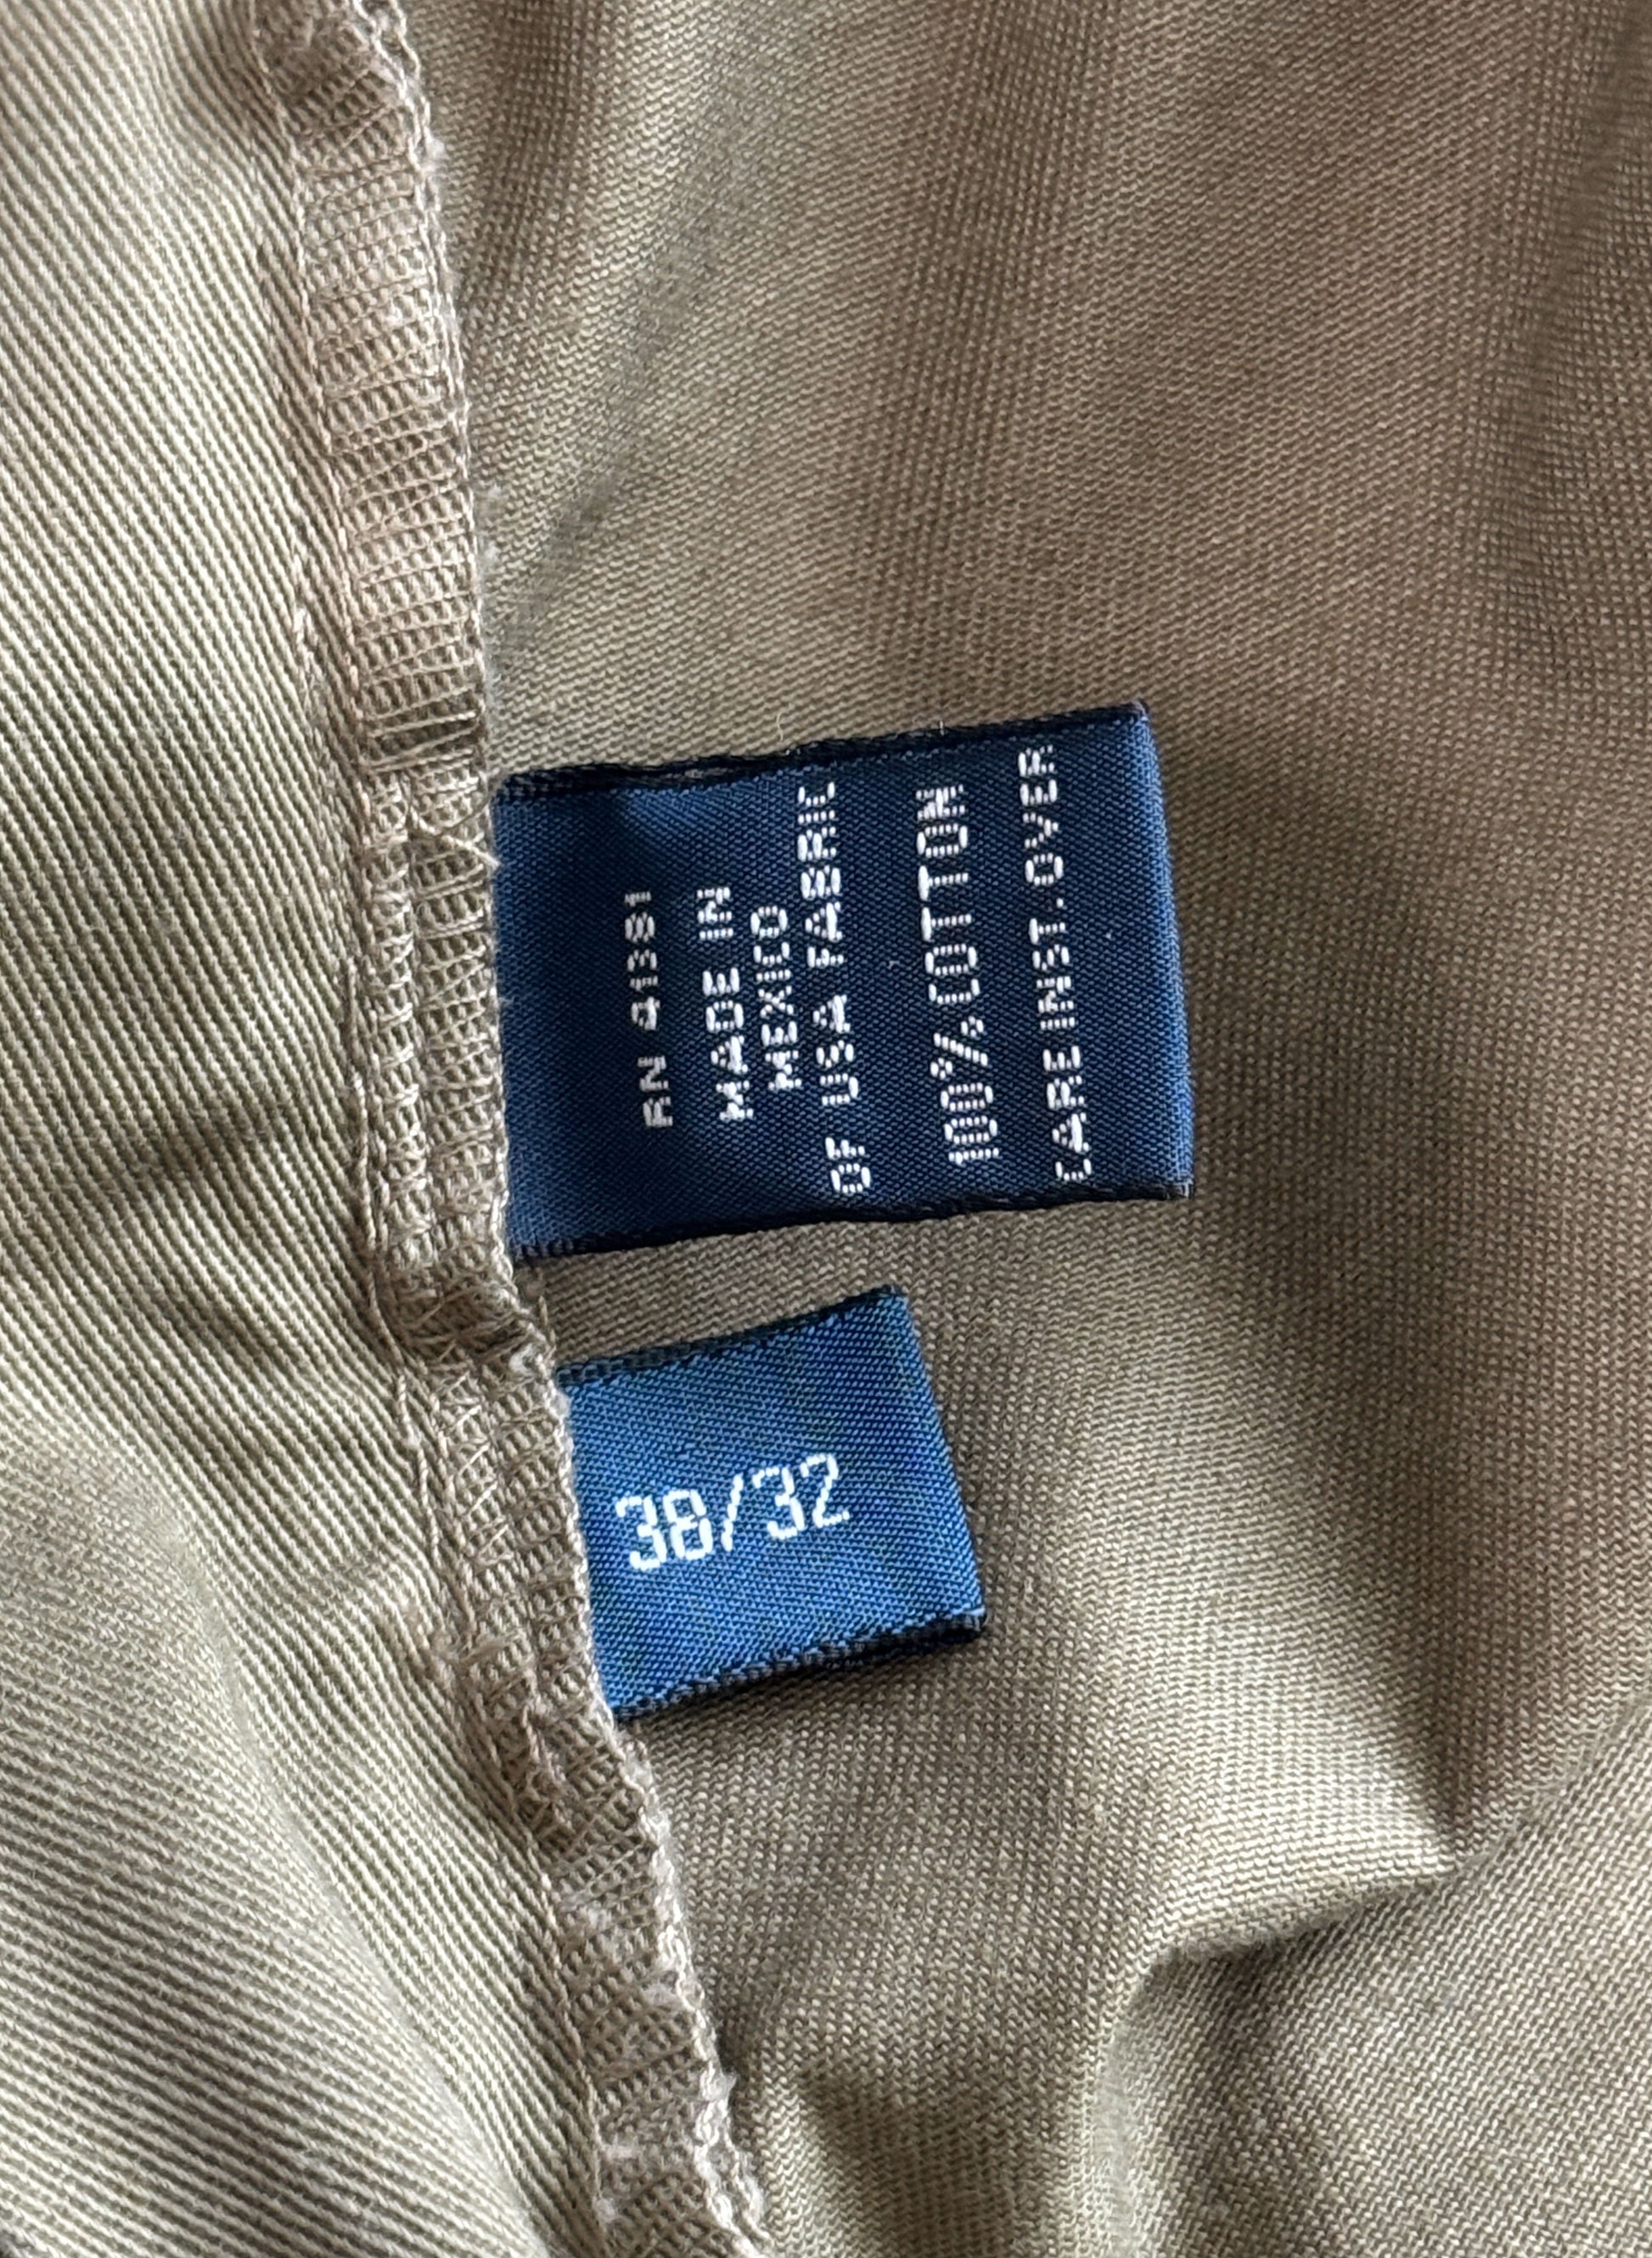 RN 41381
MADE IN
MEXICO
OF USA FABRIC
100% COTTON
CARE INST. OVER
38/32